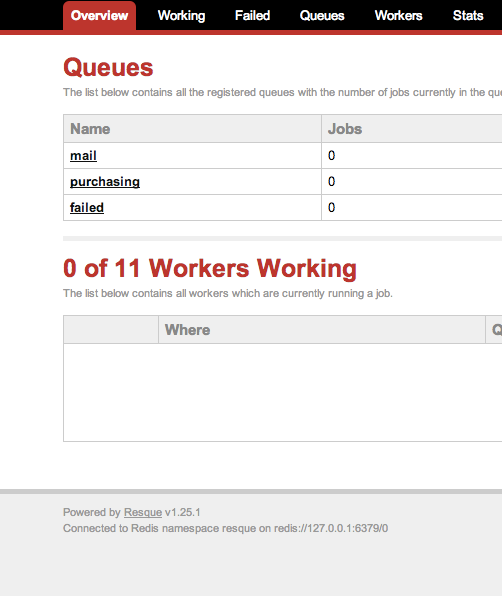 Overview Working Failed Queues Workers Stats
Queues
The list below contains all the registered queues with the number of jobs currently in the
Name Jobs
mail 0
purchasing 0
failed 0
0 of 11 Workers Working
The list below contains all workers which are currently running a job.
Where
Powered by Resque v1.25.1
Connected to Redis namespace resque on redis://127.0.0.1:6379/0